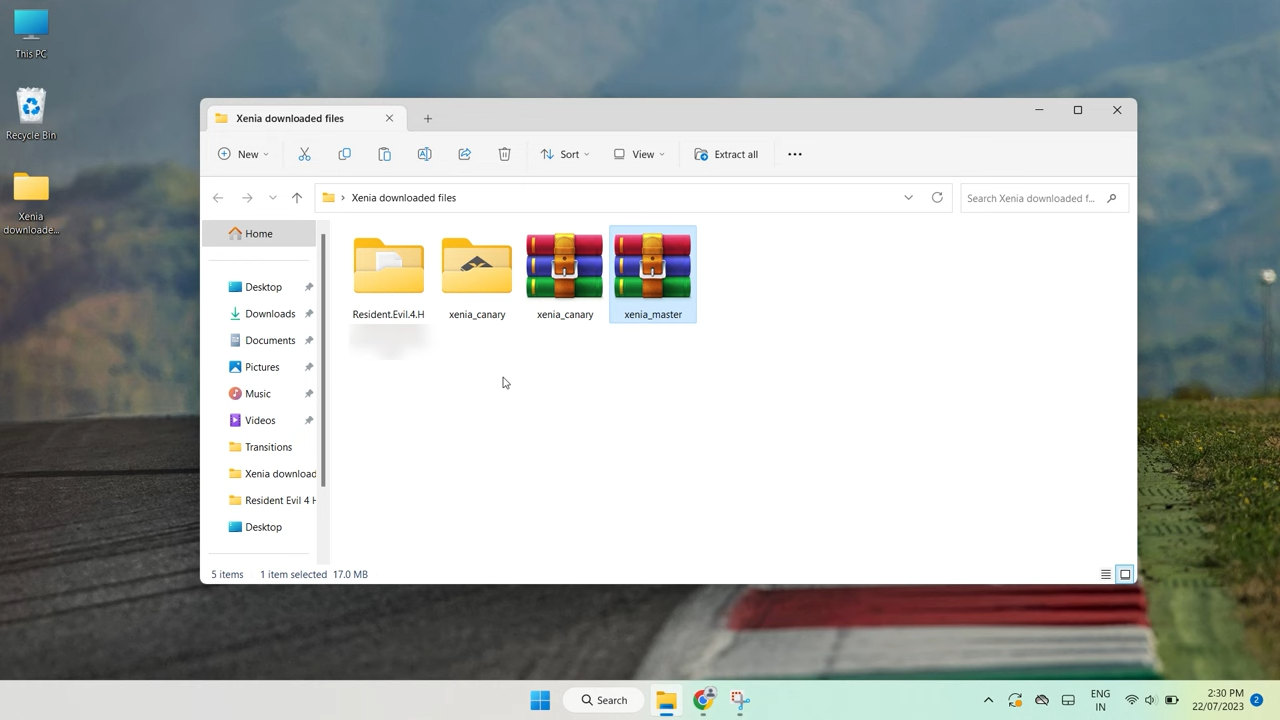 This PC
Recycle Bin
Xenia
downloade...
Xenia downloaded files
New
Sort
View
Extract all
Xenia downloaded files
Search Xenia downloaded f...
Home
Desktop
Downloads
Documents
Pictures
Music
Videos
Transitions
Xenia download
Resident Evil 4 H
Desktop
Resident.Evil.4.H
xenia_canary
xenia_canary
xenia_master
5 items
1 item selected
17.0 MB
Search
ENG
IN
2:30 PM
22/07/2023
2